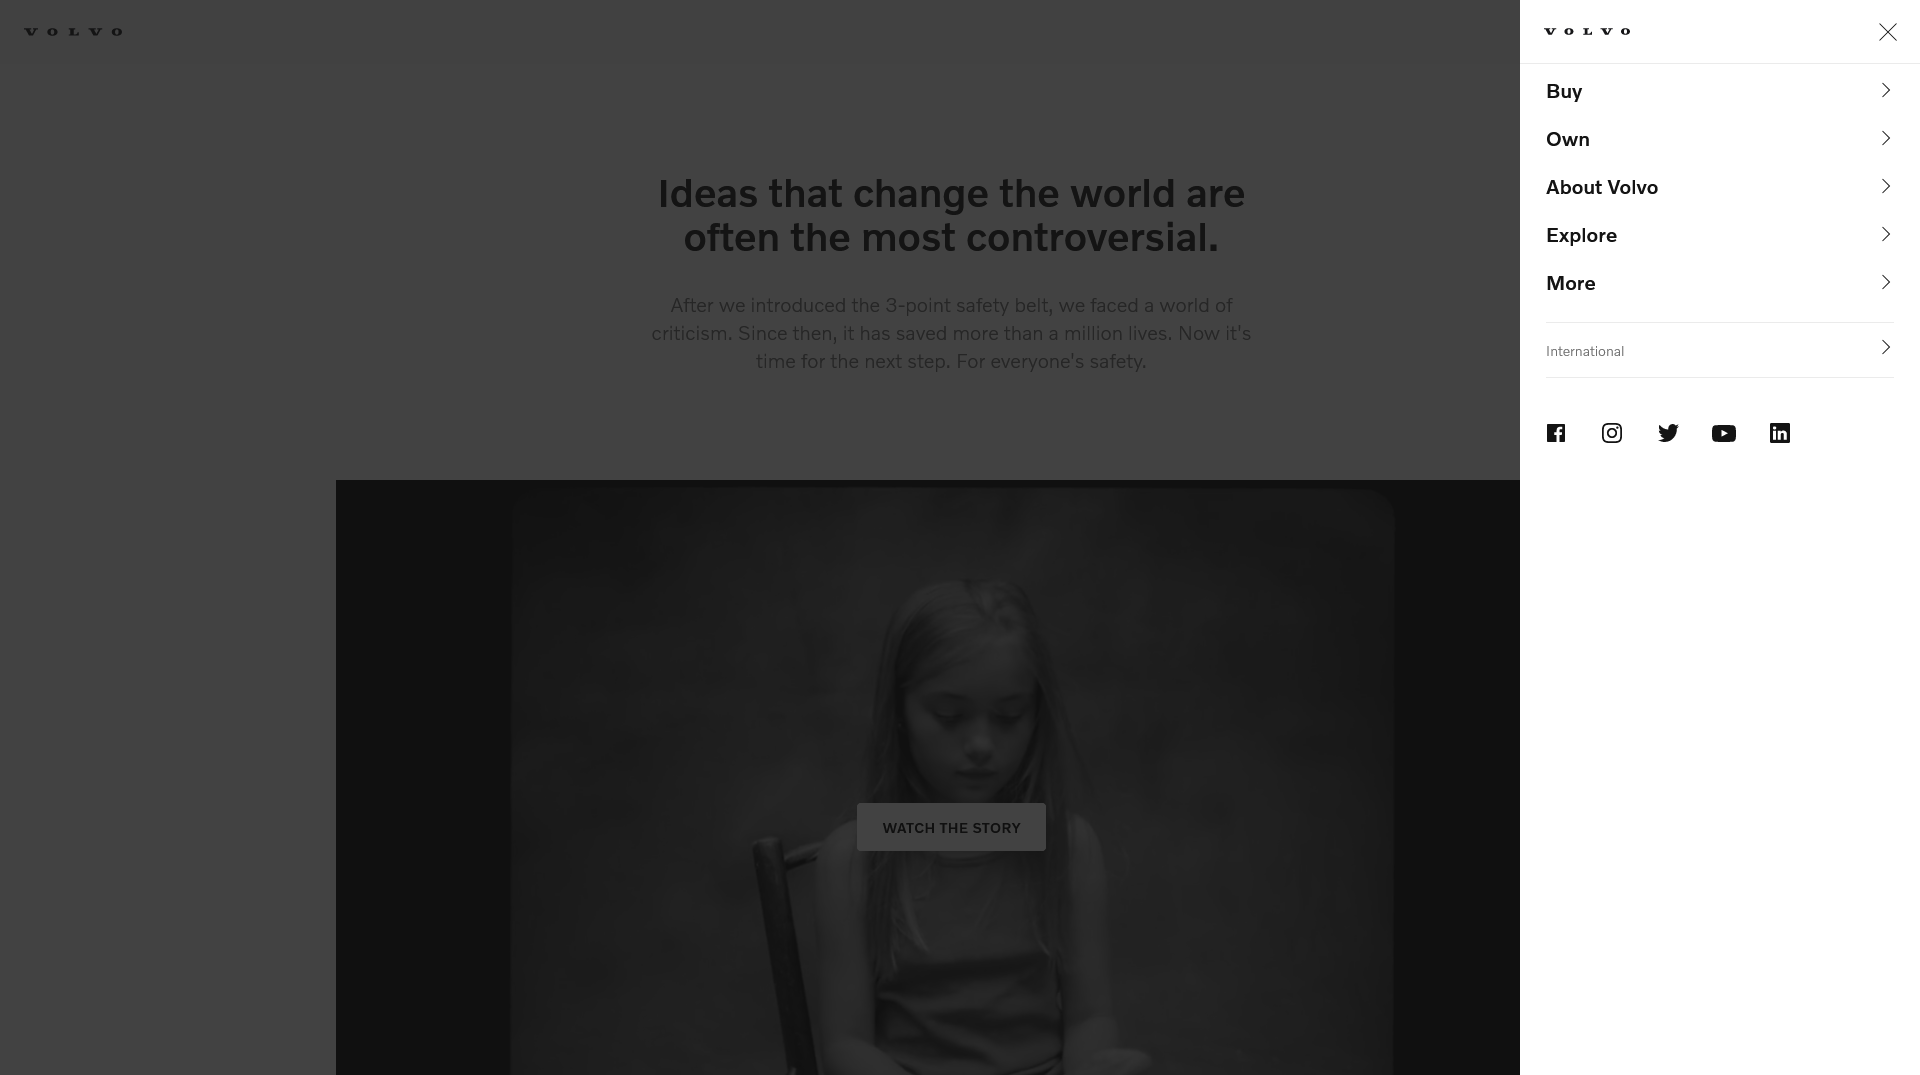 VOLVO
VOLVO
Buy
Own
About Volvo
Explore
More
International
Ideas that change the world are
often the most controversial.
After we introduced the 3-point safety belt, we faced a world of
criticism. Since then, it has saved more than a million lives. Now it's
time for the next step. For everyone's safety.
WATCH THE STORY